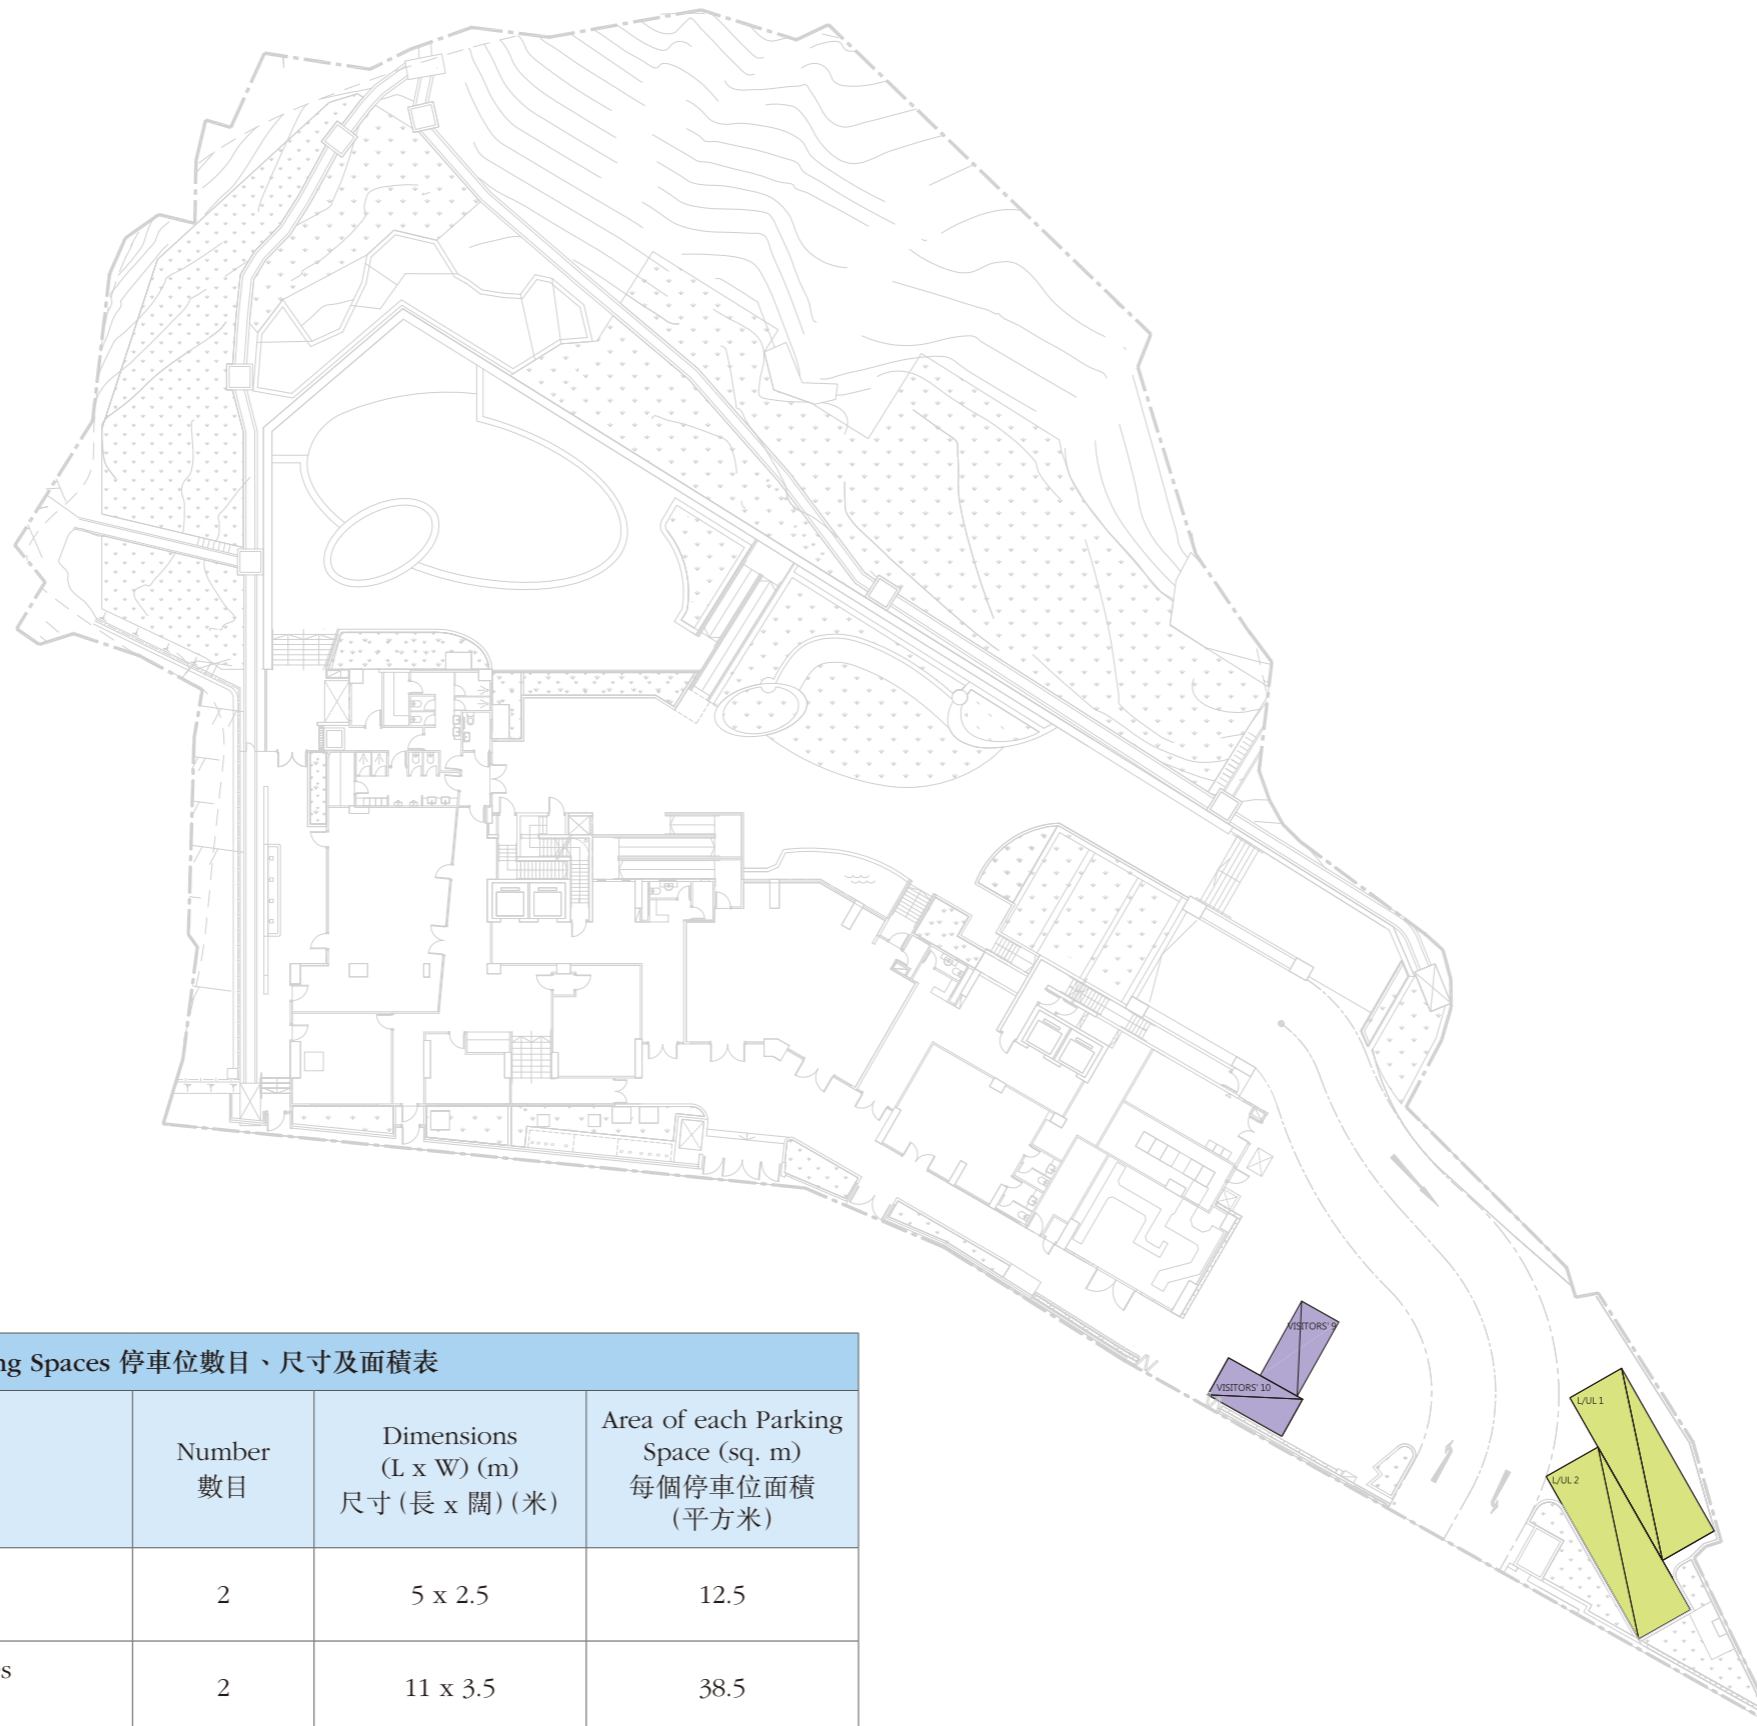 VISITORS' 9
VISITORS' 10
L/UL 1
L/UL 2
Spaces 停車位數目、尺寸及面積表
Number
數目
Dimensions
(L x W) (m)
尺寸 (長 x 闊) (米)
Area of each Parking
Space (sq. m)
每個停車位面積
(平方米)
2
5 x 2.5
12.5
2
11 x 3.5
38.5